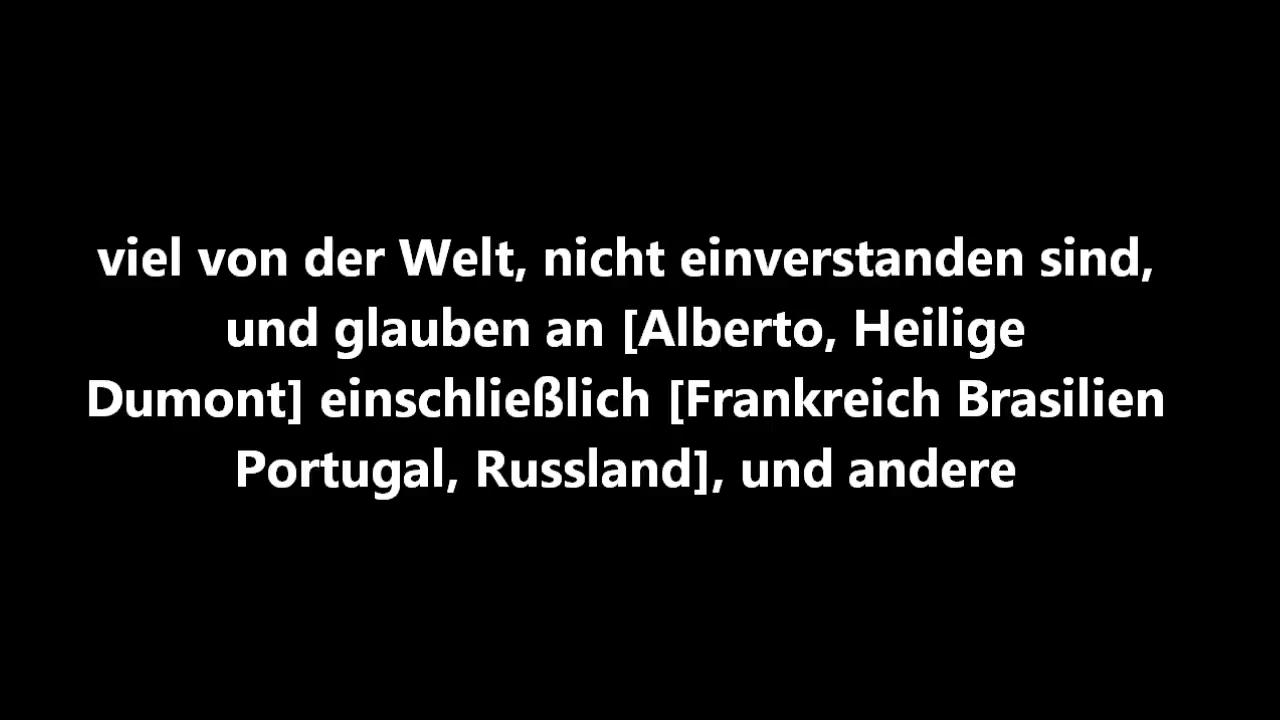 viel von der Welt, nicht einverstanden sind,
und glauben an [Alberto, Heilige
Dumont] einschließlich [Frankreich Brasilien
Portugal, Russland], und andere